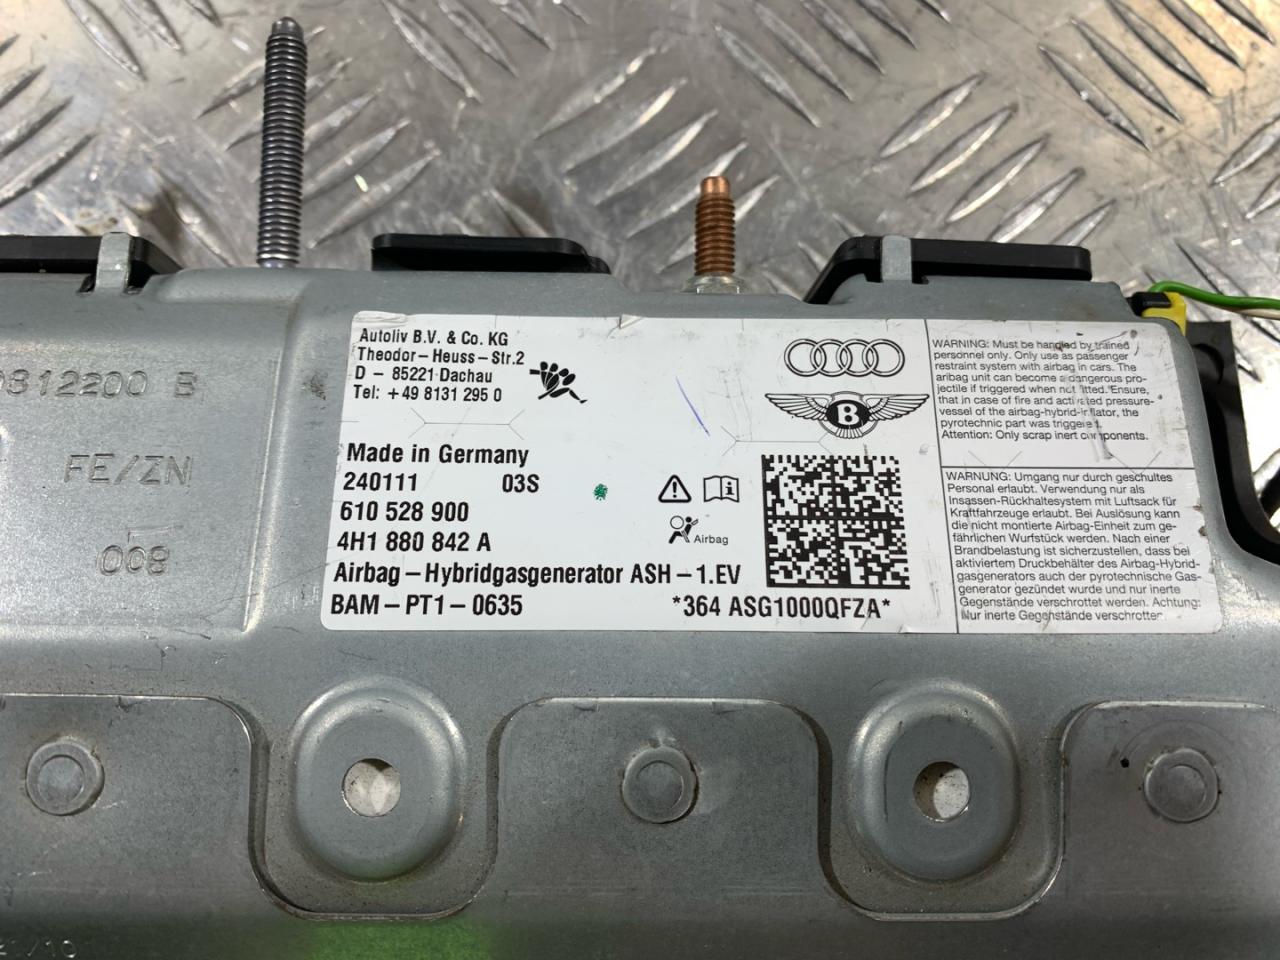 Autoliv B.V. & Co. KG
Theodor-Heuss-Str.2
D - 85221 Dachau
Tel: +49 8131 295 0
Made in Germany
240111 03S
610 528 900
4H1 880 842 A
Airbag-Hybridgasgenerator ASH-1.EV
BAM-PT1-0635
*364 ASG1000QFZA*
B
Airbag
WARNING: Must be handled by trained
personnel only. Only use as passenger
restraint system with airbag in cars. The
aribag unit can become a dangerous pro-
jectile if triggered when not fitted. Ensure,
that in case of fire and activated pressure-
vessel of the airbag-hybrid-inflator, the
pyrotechnic part was triggered.
Attention: Only scrap inert components.
WARNING: Umgang nur durch geschultes
Personal erlaubt. Verwendung nur als
Insassen-Rückhaltesystem mit Luftsack für
Kraftfahrzeuge erlaubt. Bei Auslösung kann
die nicht montierte Airbag-Einheit zum ge-
fährlichen Wurfstück werden. Nach einer
Brandbelastung ist sicherzustellen, dass bei
aktiviertem Druckbehälter des Airbag-Hybrid-
gasgenerators auch der pyrotechnische Gas-
generator gezündet wurde und nur inerte
Gegenstände verschrottet werden. Achtung:
Nur inerte Gegenstände verschrotten.
0812200 B
FE/ZN
008